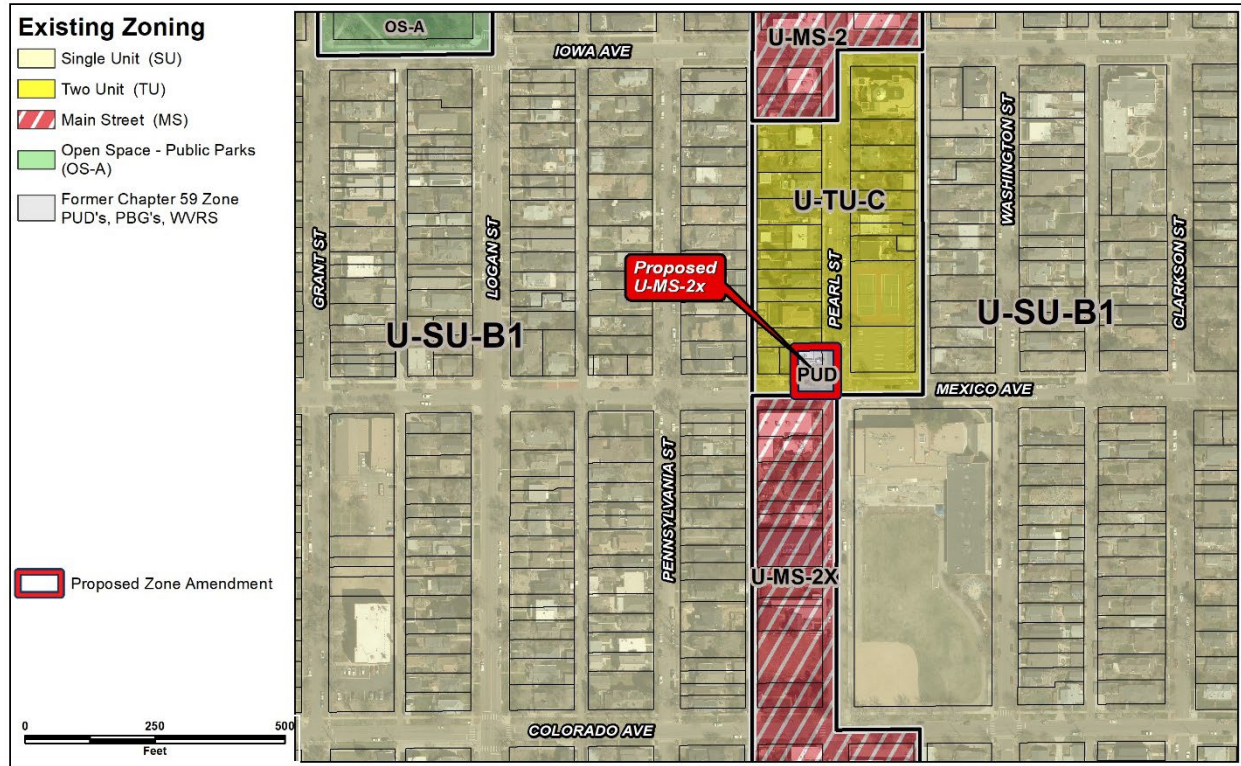 Existing Zoning
Single Unit (SU)
Two Unit (TU)
Main Street (MS)
Open Space - Public Parks
(OS-A)
Former Chapter 59 Zone
PUD's, PBG's, WVRS
Proposed Zone Amendment
0 250 500
Feet
OS-A
IOWA AVE
U-MS-2
GRANT ST
LOGAN ST
U-TU-C
WASHINGTON ST
CLARKSON ST
Proposed
U-MS-2x
PEARL ST
U-SU-B1
U-SU-B1
PUD
MEXICO AVE
PENNSYLVANIA ST
U-MS-2X
COLORADO AVE